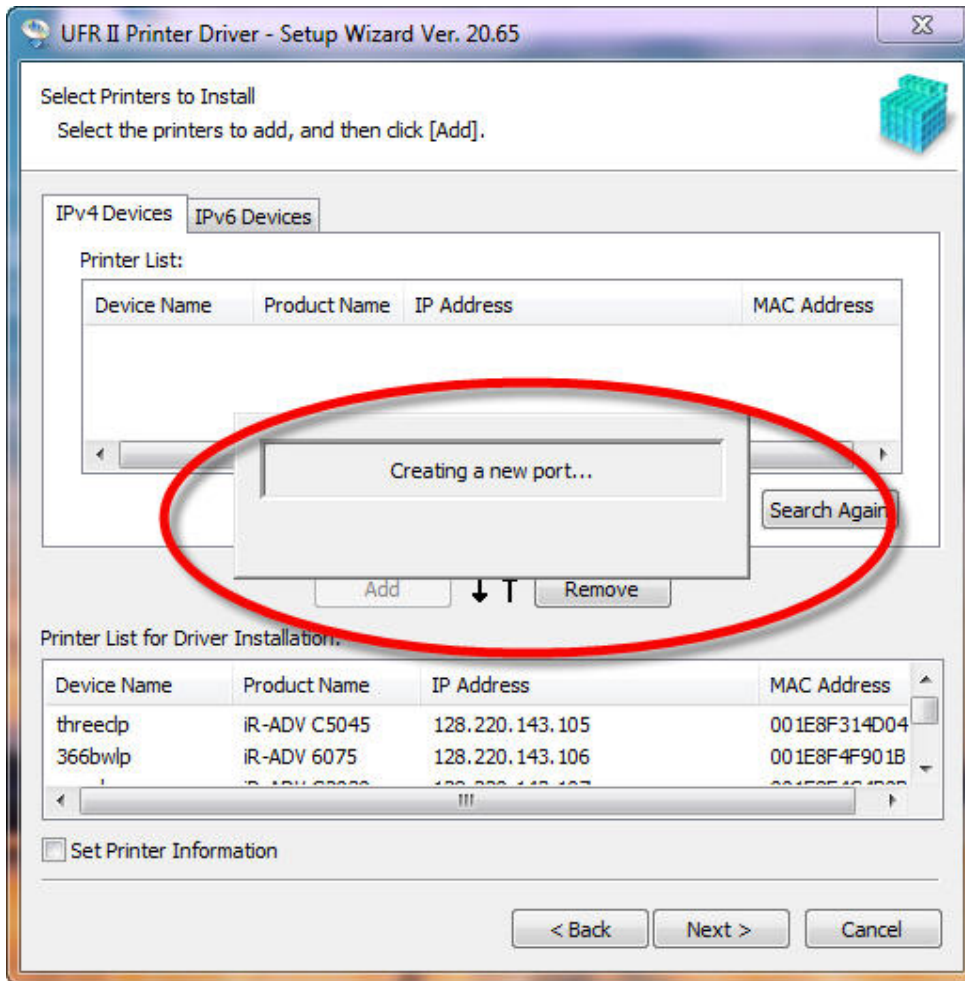 UFR II Printer Driver - Setup Wizard Ver. 20.65
Select Printers to Install
Select the printers to add, and then click [Add].
IPv4 Devices IPv6 Devices
Printer List:
Device Name Product Name IP Address MAC Address
Creating a new port...
Search Again
Add Remove
Printer List for Driver Installation:
Device Name Product Name IP Address MAC Address
threeclp iR-ADV C5045 128.220.143.105 001E8F314D04
366bwlp iR-ADV 6075 128.220.143.106 001E8F4F901B
Set Printer Information
< Back Next > Cancel